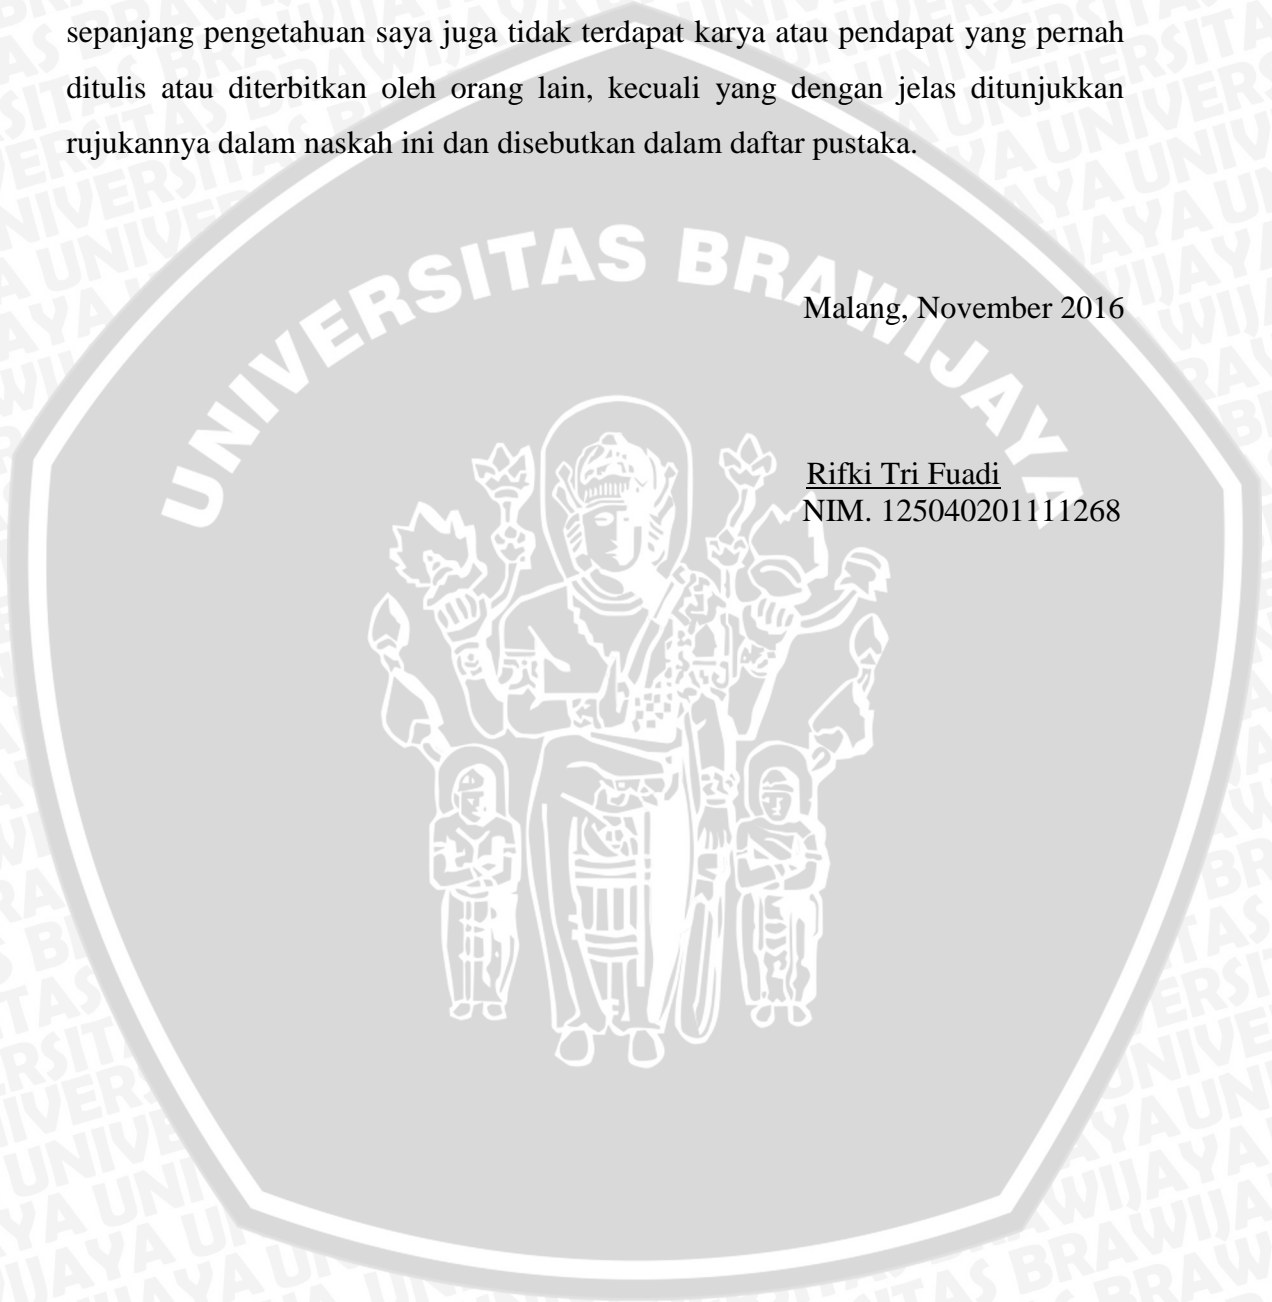 sepanjang pengetahuan saya juga tidak terdapat karya atau pendapat yang pernah
ditulis atau diterbitkan oleh orang lain, kecuali yang dengan jelas ditunjukkan
rujukannya dalam naskah ini dan disebutkan dalam daftar pustaka.
UNIVERSITAS BRAWIJAYA
Malang, November 2016
Rifki Tri Fuadi
NIM. 125040201111268